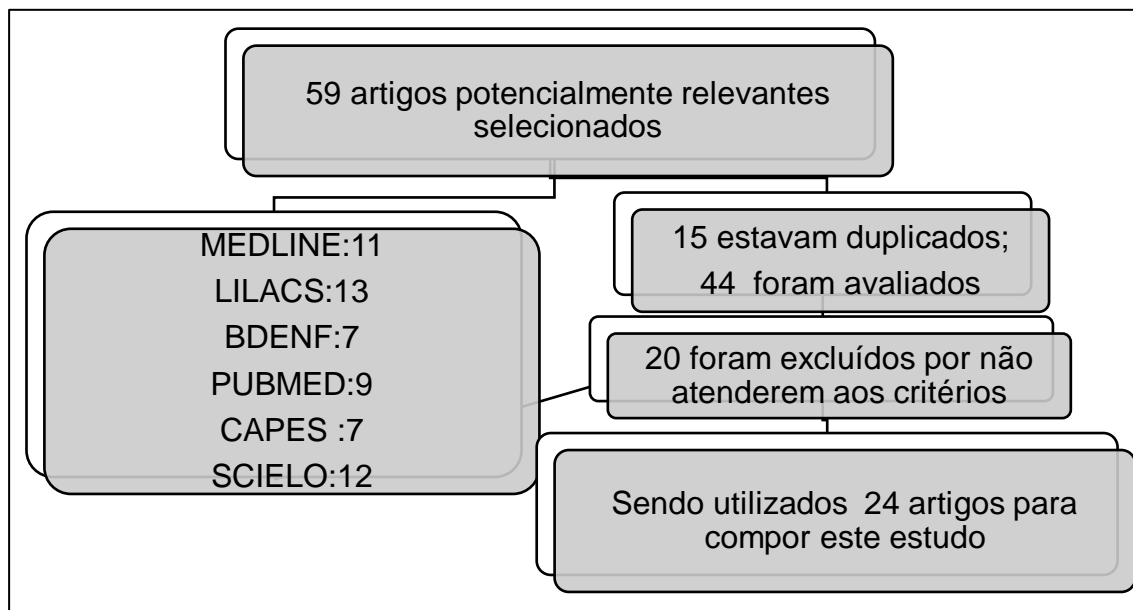 59 artigos potencialmente relevantes
selecionados
MEDLINE:11
LILACS:13
BDENF:7
PUBMED:9
CAPES :7
SCIELO:12
15 estavam duplicados;
44 foram avaliados
20 foram excluídos por não
atenderem aos critérios
Sendo utilizados 24 artigos para
compor este estudo